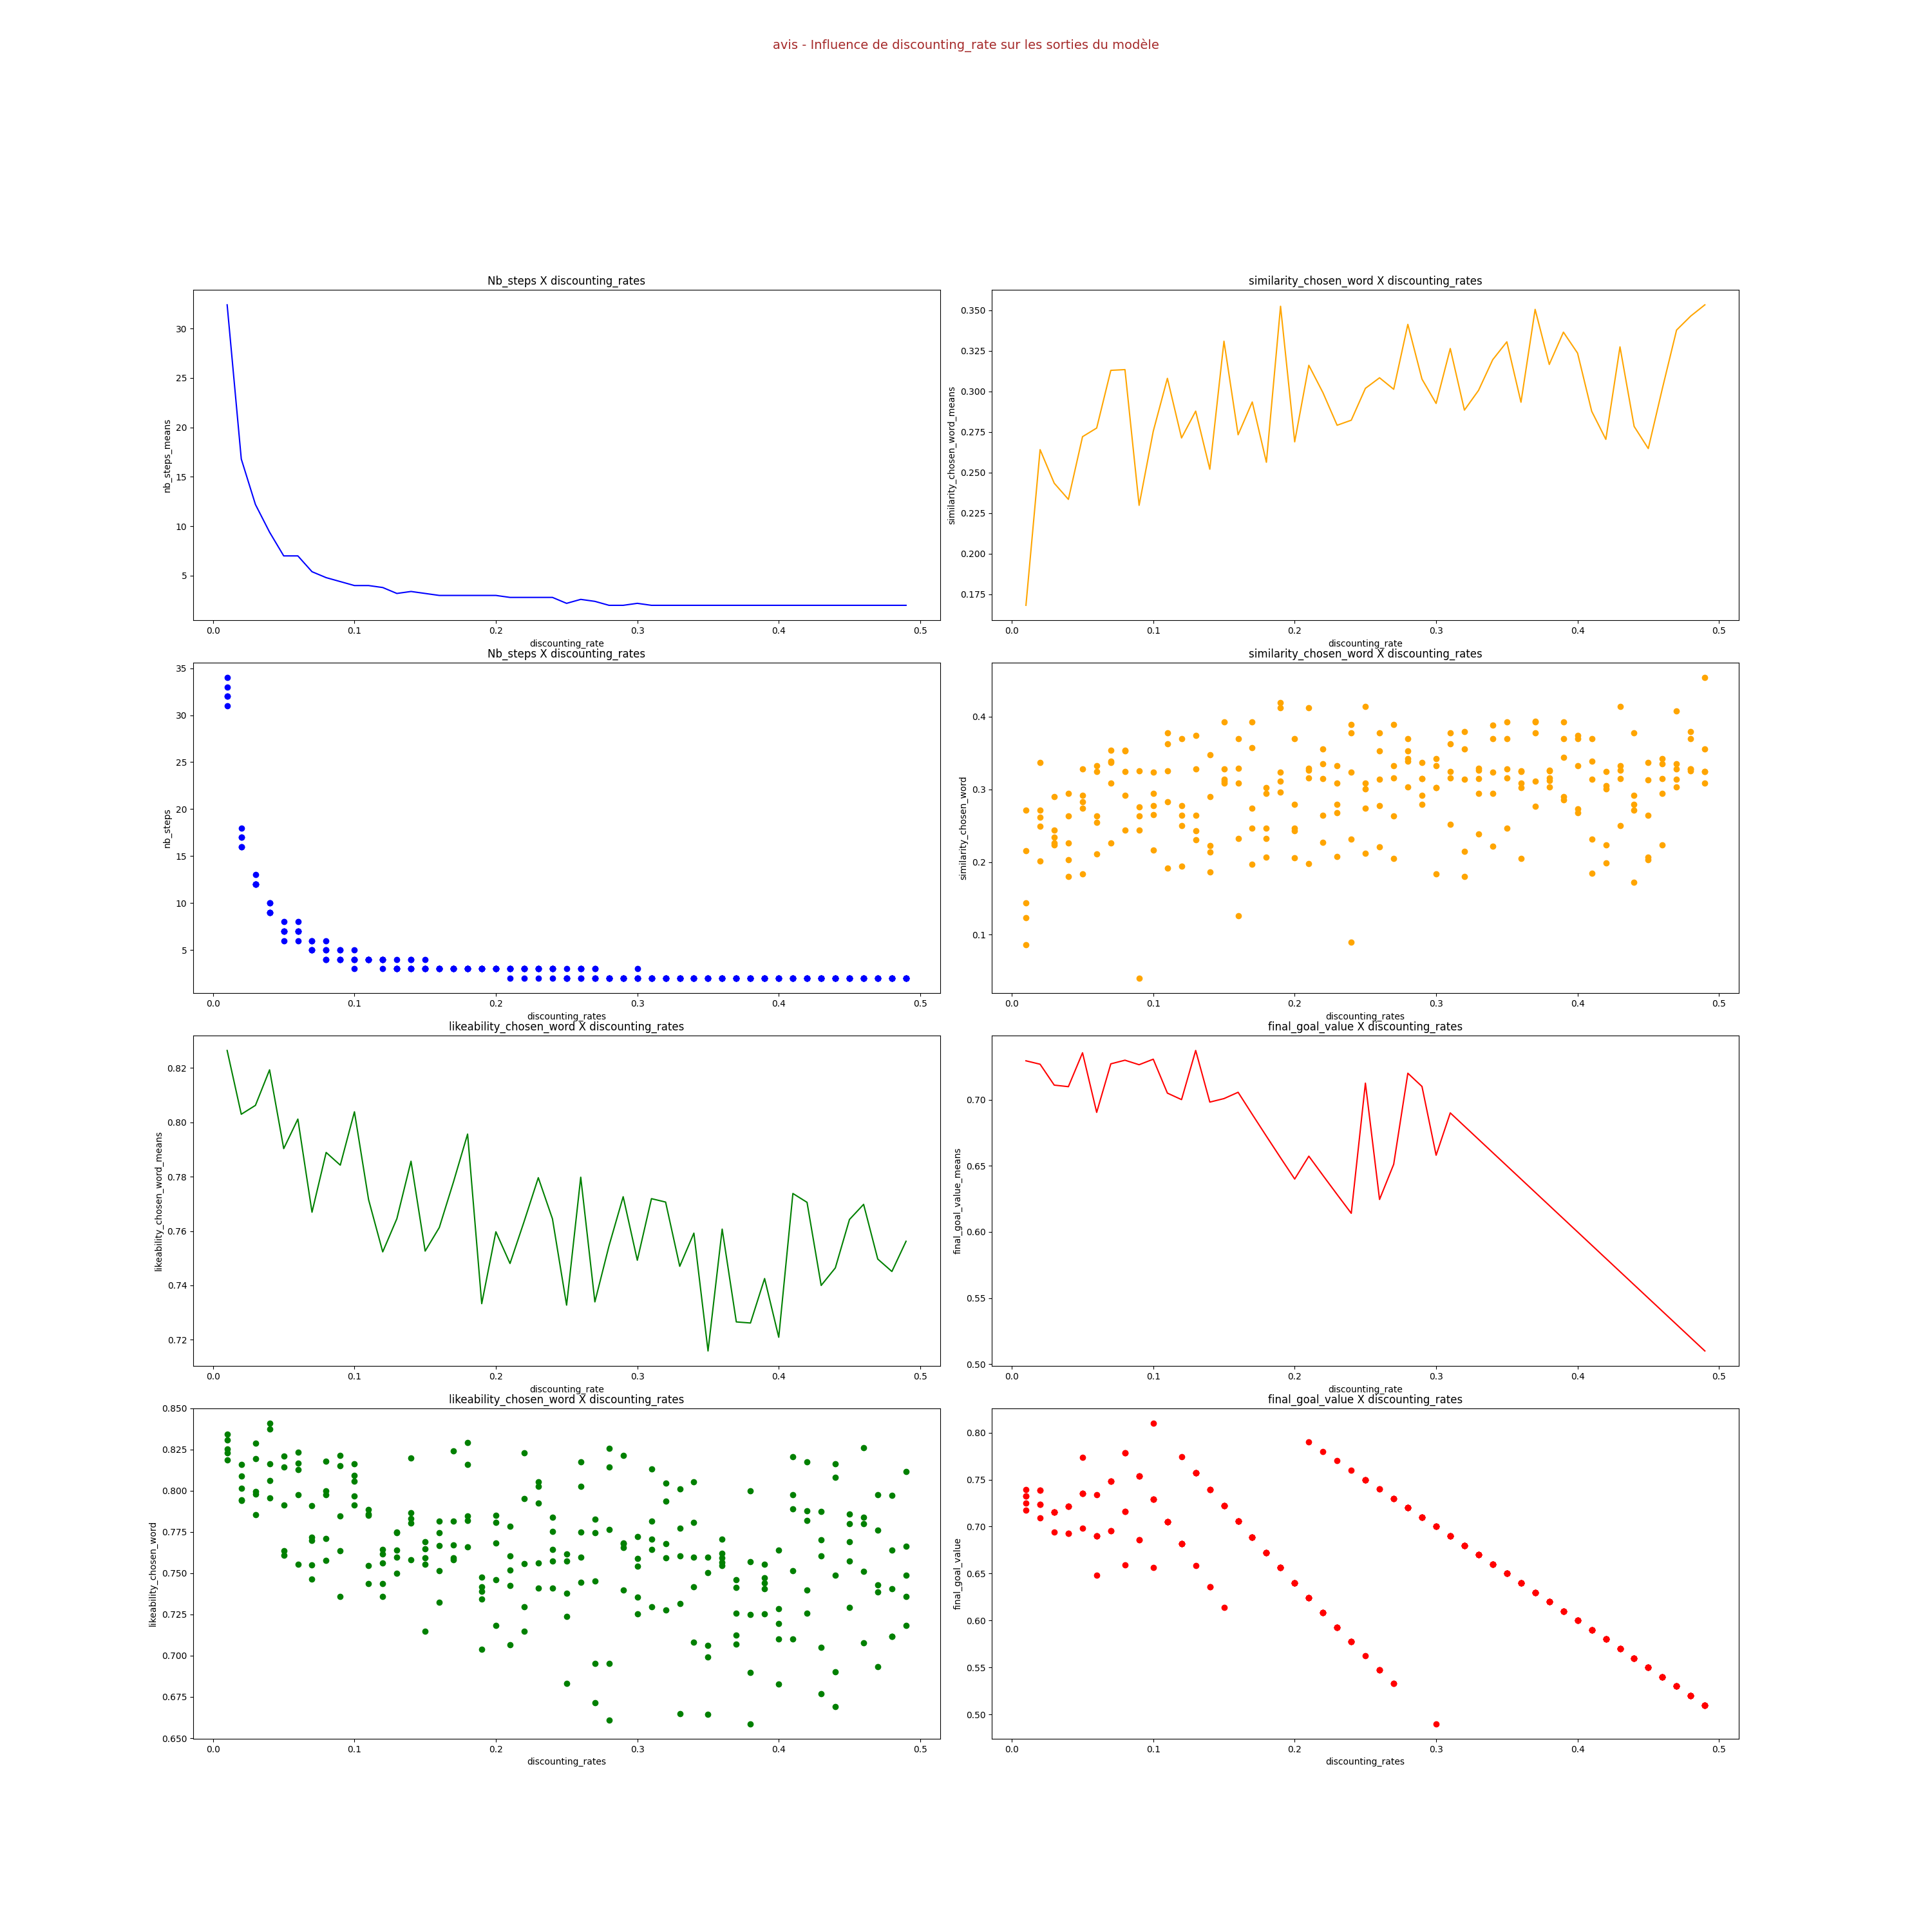 avis - Influence de discounting_rate sur les sorties du modèle
Nb_steps X discounting_rates
nb_steps_means
30
25
20
15
10
5
0.0 0.1 0.2 0.3 0.4 0.5
discounting_rate
similarity_chosen_word X discounting_rates
similarity_chosen_word_means
0.350
0.325
0.300
0.275
0.250
0.225
0.200
0.175
0.0 0.1 0.2 0.3 0.4 0.5
discounting_rate
Nb_steps X discounting_rates
nb_steps
35
30
25
20
15
10
5
0.0 0.1 0.2 0.3 0.4 0.5
discounting_rates
similarity_chosen_word X discounting_rates
similarity_chosen_word
0.4
0.3
0.2
0.1
0.0 0.1 0.2 0.3 0.4 0.5
discounting_rates
likeability_chosen_word X discounting_rates
likeability_chosen_word_means
0.82
0.80
0.78
0.76
0.74
0.72
0.0 0.1 0.2 0.3 0.4 0.5
discounting_rate
final_goal_value X discounting_rates
final_goal_value_means
0.70
0.65
0.60
0.55
0.50
0.0 0.1 0.2 0.3 0.4 0.5
discounting_rate
likeability_chosen_word X discounting_rates
likeability_chosen_word
0.850
0.825
0.800
0.775
0.750
0.725
0.700
0.675
0.650
0.0 0.1 0.2 0.3 0.4 0.5
discounting_rates
final_goal_value X discounting_rates
final_goal_value
0.80
0.75
0.70
0.65
0.60
0.55
0.50
0.0 0.1 0.2 0.3 0.4 0.5
discounting_rates